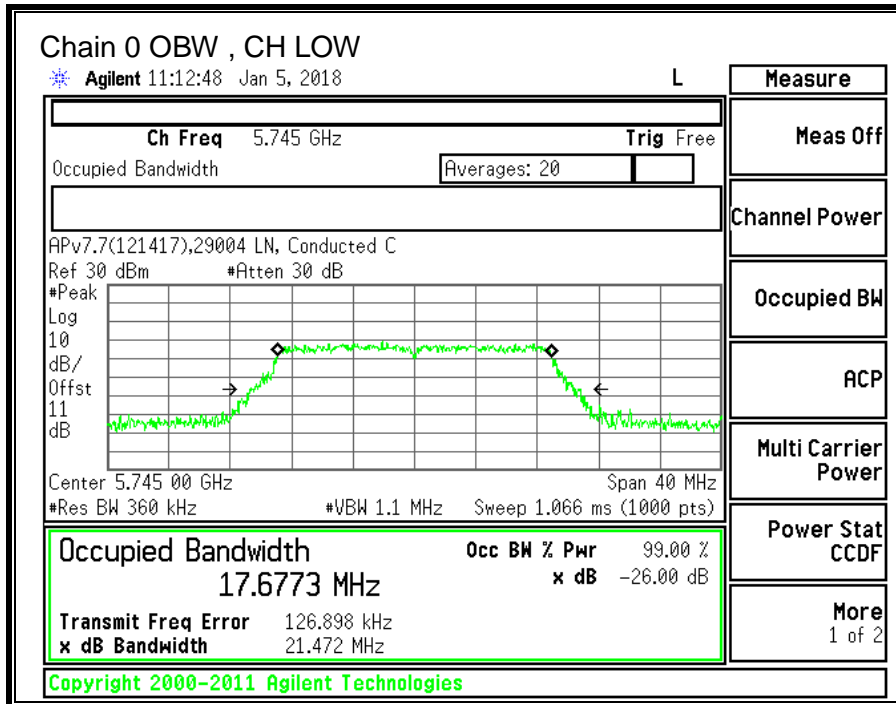 Chain 0 OBW , CH LOW
Agilent 11:12:48 Jan 5, 2018 L
Measure
Ch Freq 5.745 GHz Trig Free
Meas Off
Occupied Bandwidth Averages: 20
Channel Power
APv7.7(121417),29004 LN, Conducted C
Ref 30 dBm #Atten 30 dB
#Peak
Log
10
dB/
Offst
11
dB
Occupied BW
ACP
Multi Carrier
Power
Center 5.745 00 GHz Span 40 MHz
#Res BW 360 kHz #VBW 1.1 MHz Sweep 1.066 ms (1000 pts)
Occupied Bandwidth Occ BW % Pwr 99.00 %
17.6773 MHz x dB -26.00 dB
Power Stat
CCDF
Transmit Freq Error 126.898 kHz
x dB Bandwidth 21.472 MHz
More
1 of 2
Copyright 2000-2011 Agilent Technologies